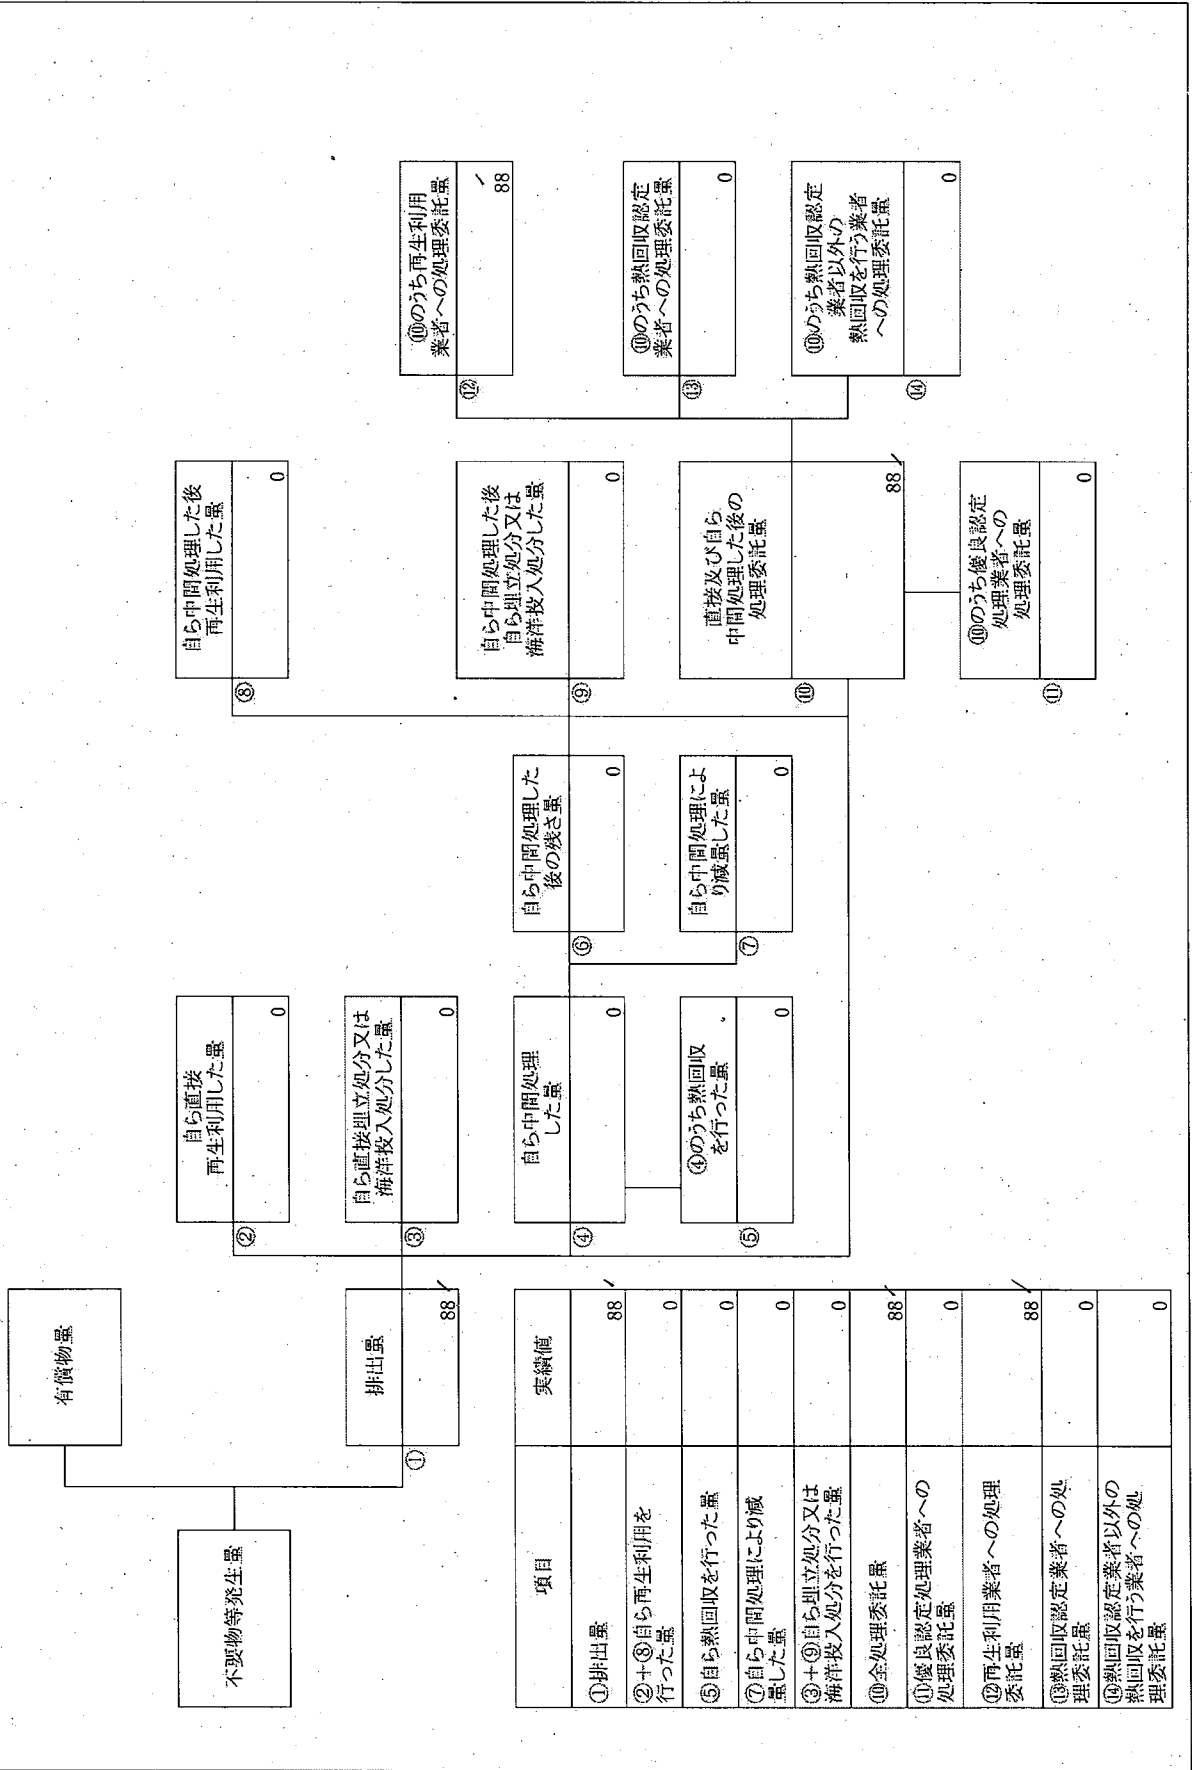 不要物等発生量
有償物量
排出量
①
88
自ら直接
再生利用した量
②
0
自ら直接埋立処分又は
海洋投入処分した量
③
0
自ら中間処理
した量
④
0
④のうち熱回収
を行った量
⑤
0
自ら中間処理した
後の残さ量
⑥
0
自ら中間処理によ
り減量した量
⑦
0
自ら中間処理した後
再生利用した量
⑧
0
自ら中間処理した後
自ら埋立処分又は
海洋投入処分した量
⑨
0
直接及び自ら
中間処理した後の
処理委託量
⑩
88
⑩のうち優良認定
処理業者への
処理委託量
⑪
0
⑩のうち再生利用
業者への処理委託量
⑫
88
⑩のうち熱回収認定
業者への処理委託量
⑬
0
⑩のうち熱回収認定
業者以外の
熱回収を行う業者
への処理委託量
⑭
0
項目 実績値
①排出量 88
②+⑧自ら再生利用を
行った量 0
⑤自ら熱回収を行った量 0
⑦自ら中間処理により減
量した量 0
③+⑨自ら埋立処分又は
海洋投入処分を行った量 0
⑩全処理委託量 88
⑪優良認定処理業者への
処理委託量 0
⑫再生利用業者への処理
委託量 88
⑬熱回収認定業者への処
理委託量 0
⑭熱回収認定業者以外の
熱回収を行う業者への処
理委託量 0